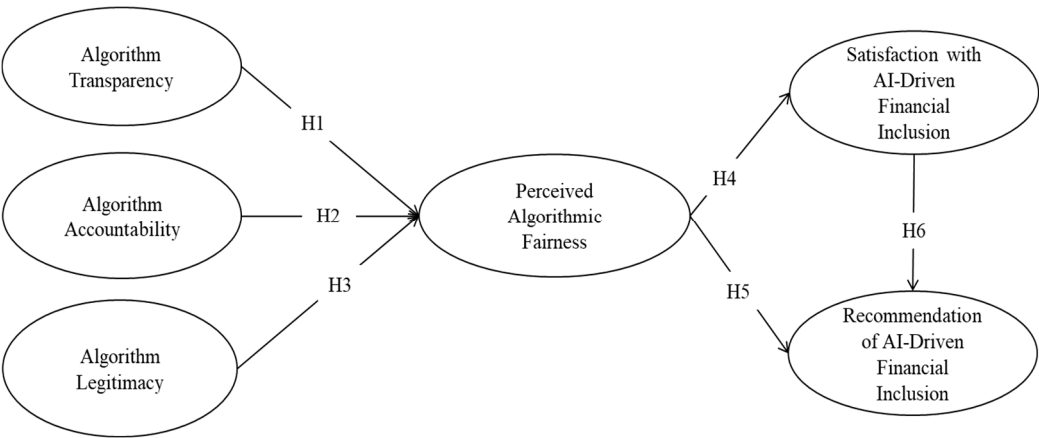 Algorithm
Transparency
H1
Algorithm
Accountability
H2
Algorithm
Legitimacy
H3
Perceived
Algorithmic
Fairness
H4
H5
Satisfaction with
AI-Driven
Financial
Inclusion
H6
Recommendation
of AI-Driven
Financial
Inclusion